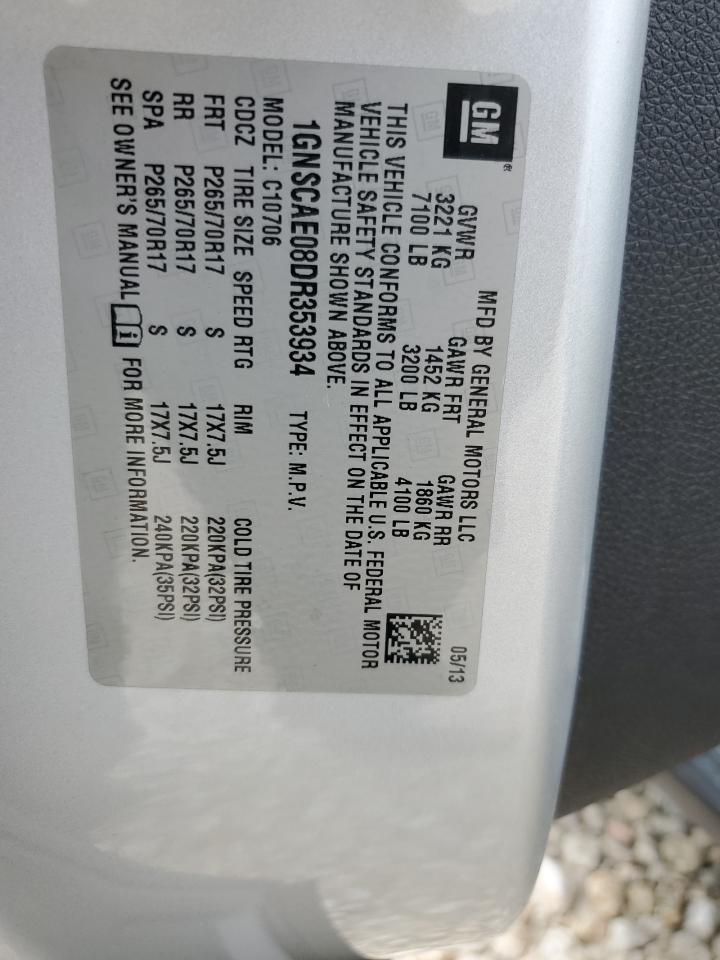 GM®
MFD BY GENERAL MOTORS LLC 05/13
GVWR GAWR FRT GAWR RR
3221 KG 1452 KG 1860 KG
7100 LB 3200 LB 4100 LB
THIS VEHICLE CONFORMS TO ALL APPLICABLE U.S. FEDERAL MOTOR
VEHICLE SAFETY STANDARDS IN EFFECT ON THE DATE OF
MANUFACTURE SHOWN ABOVE.
1GNSCAE08DR353934 TYPE: M.P.V.
MODEL: C10706
CDCZ TIRE SIZE SPEED RTG RIM COLD TIRE PRESSURE
FRT P265/70R17 S 17X7.5J 220KPA(32PSI)
RR P265/70R17 S 17X7.5J 220KPA(32PSI)
SPA P265/70R17 S 17X7.5J 240KPA(35PSI)
SEE OWNER'S MANUAL i FOR MORE INFORMATION.